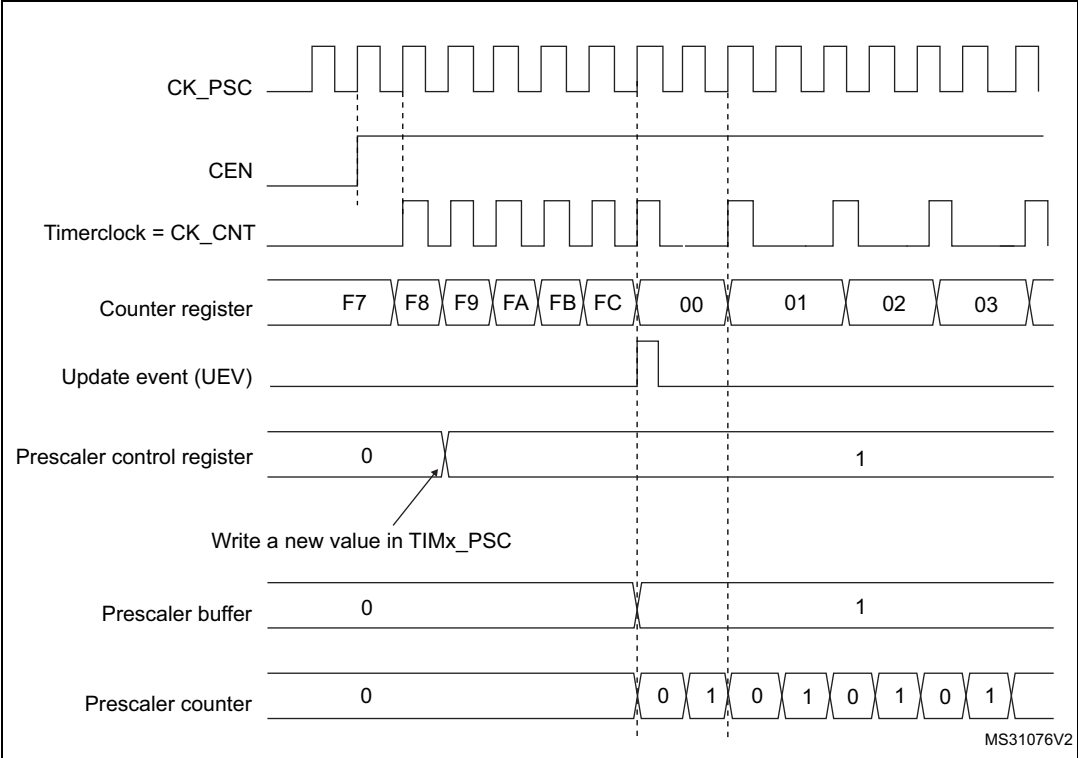 CK_PSC
CEN
Timerclock = CK_CNT
Counter register F7 F8 F9 FA FB FC 00 01 02 03
Update event (UEV)
Prescaler control register 0 1
Write a new value in TIMx_PSC
Prescaler buffer 0 1
Prescaler counter 0 0 1 0 1 0 1 0 1
MS31076V2